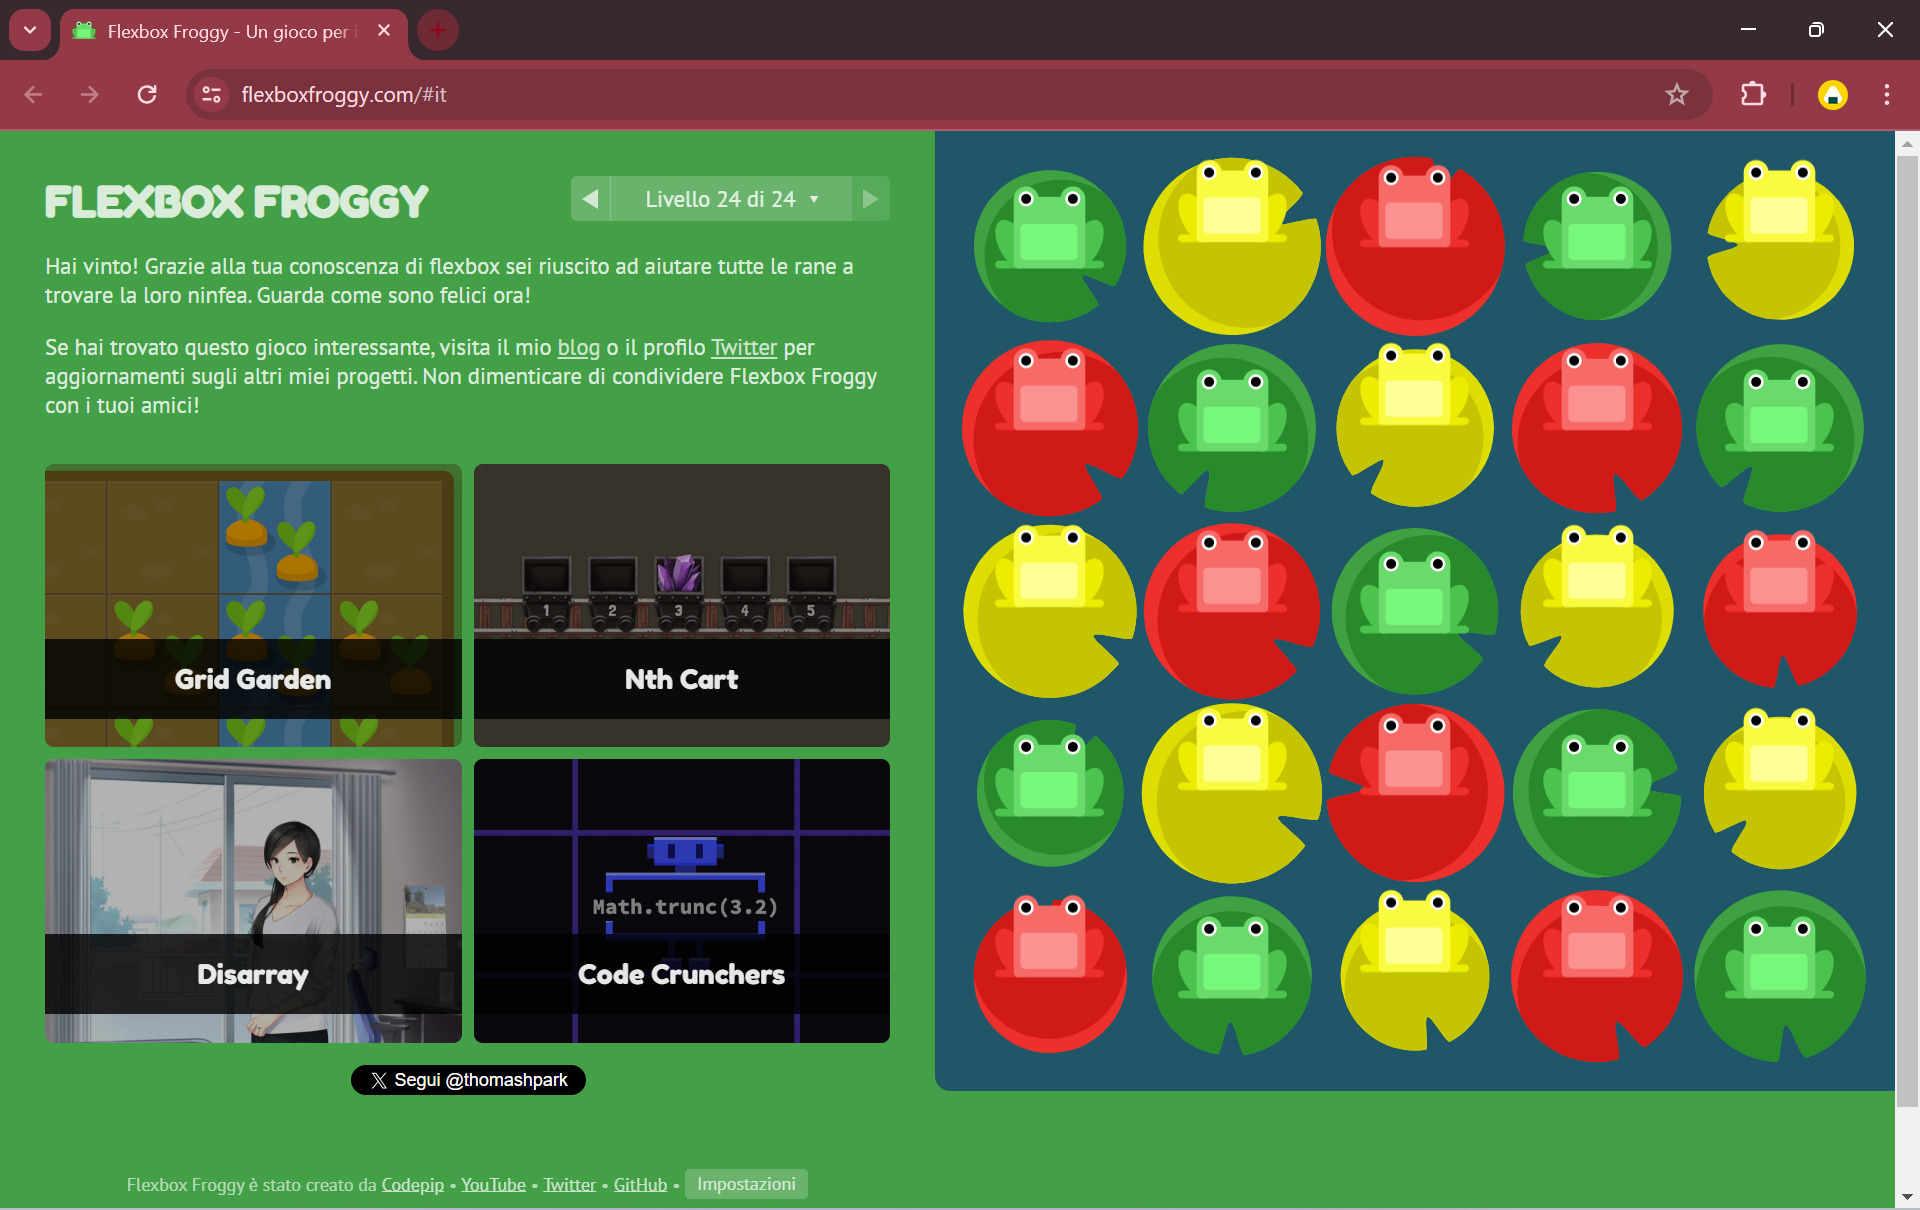 Flexbox Froggy - Un gioco per
flexboxfroggy.com/#it
FLEXBOX FROGGY
Livello 24 di 24
Hai vinto! Grazie alla tua conoscenza di flexbox sei riuscito ad aiutare tutte le rane a
trovare la loro ninfea. Guarda come sono felici ora!
Se hai trovato questo gioco interessante, visita il mio blog o il profilo Twitter per
aggiornamenti sugli altri miei progetti. Non dimenticare di condividere Flexbox Froggy
con i tuoi amici!
Grid Garden
1 2 3 4 5
Nth Cart
Disarray
Math.trunc(3.2)
Code Crunchers
Segui @thomashpark
Flexbox Froggy è stato creato da Codepip • YouTube • Twitter • GitHub • Impostazioni